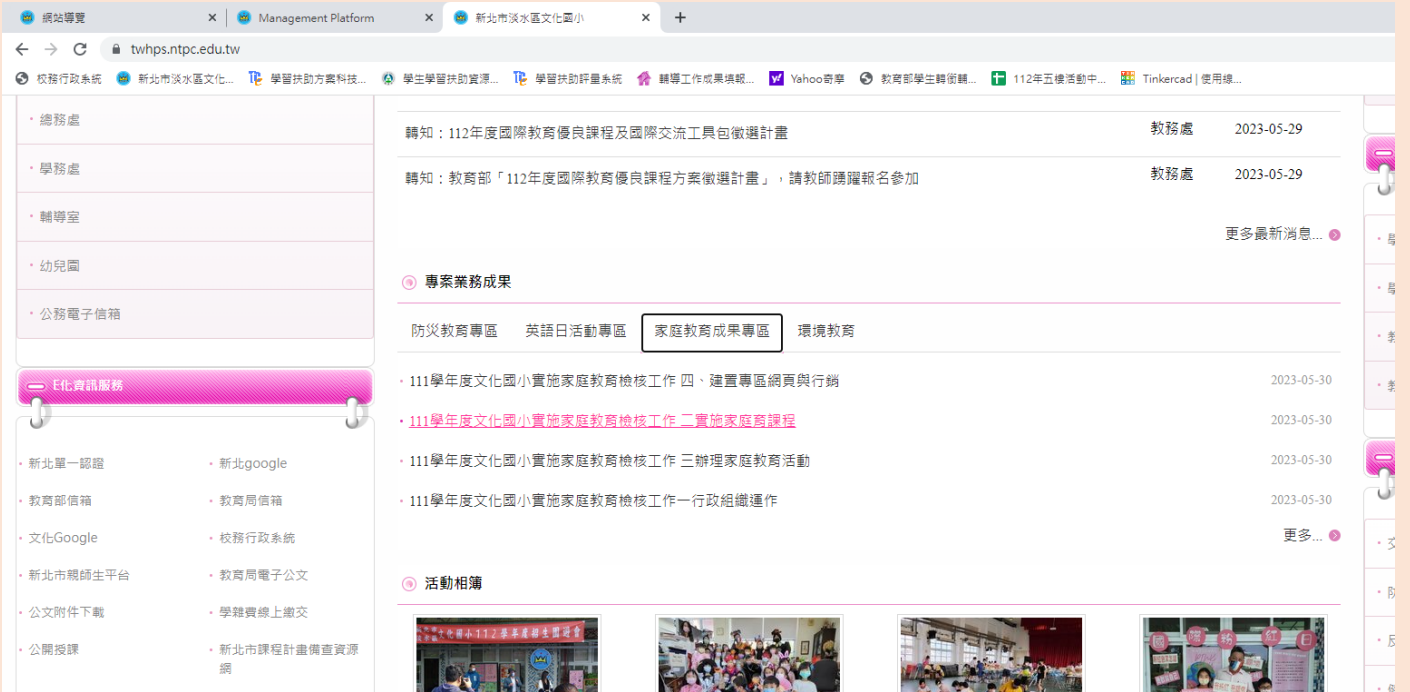 網站導覽
Management Platform
新北市淡水區文化國小
twhps.ntpc.edu.tw
校務行政系統
新北市淡水區文化...
學習扶助方案科技...
學生學習扶助資源...
學習扶助評量系統
輔導工作成果填報...
Yahoo奇摩
教育部學生轉銜輔...
112年五樓活動中...
Tinkercad | 使用線...
總務處
學務處
輔導室
幼兒園
公務電子信箱
E化資訊服務
新北單一認證
新北google
教育部信箱
教育局信箱
文化Google
校務行政系統
新北市親師生平台
教育局電子公文
公文附件下載
學雜費線上繳交
公開授課
新北市課程計畫備查資源
網
轉知：112年度國際教育優良課程及國際交流工具包徵選計畫 教務處 2023-05-29
轉知：教育部「112年度國際教育優良課程方案徵選計畫」，請教師踴躍報名參加 教務處 2023-05-29
更多最新消息...
專案業務成果
防災教育專區 英語日活動專區 家庭教育成果專區 環境教育
111學年度文化國小實施家庭教育檢核工作 四、建置專區網頁與行銷 2023-05-30
111學年度文化國小實施家庭教育檢核工作 二實施家庭育課程 2023-05-30
111學年度文化國小實施家庭教育檢核工作 三辦理家庭教育活動 2023-05-30
111學年度文化國小實施家庭教育檢核工作一行政組織運作 2023-05-30
更多...
活動相簿
文化國小112學年度招生園遊會
國際粉紅日